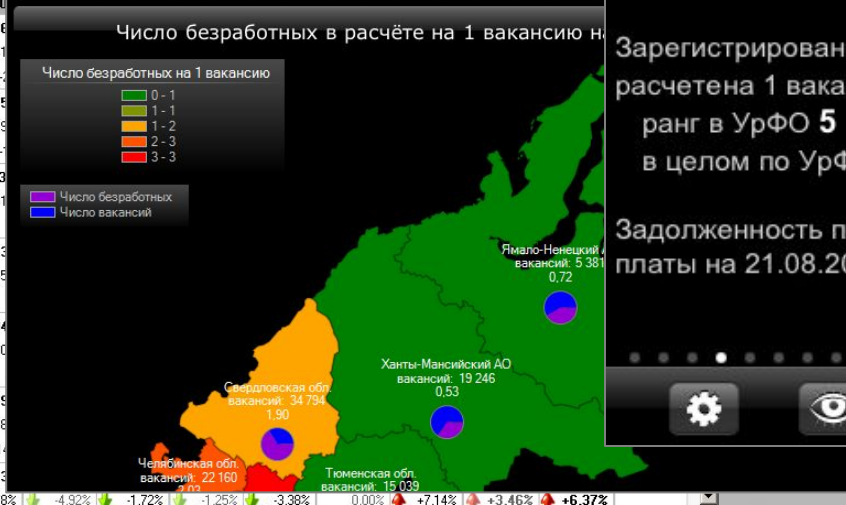 Число безработных в расчёте на 1 вакансию на
Число безработных на 1 вакансию
0 - 1
1 - 1
1 - 2
2 - 3
3 - 3
Число безработных
Число вакансий
Ямало-Ненецкий
вакансий: 5 381
0,72
Ханты-Мансийский АО
вакансий: 19 246
0,53
Свердловская обл.
вакансий: 34 794
1,90
Челябинская обл.
вакансий: 22 160
2,03
Тюменская обл.
вакансий: 15 039
Зарегистрирован
расчетена 1 вака
ранг в УрФО 5
в целом по УрФ
Задолженность п
платы на 21.08.20
8% -4.92% -1.72% -1.25% -3.38% 0.00% +7.14% +3.46% +6.37%